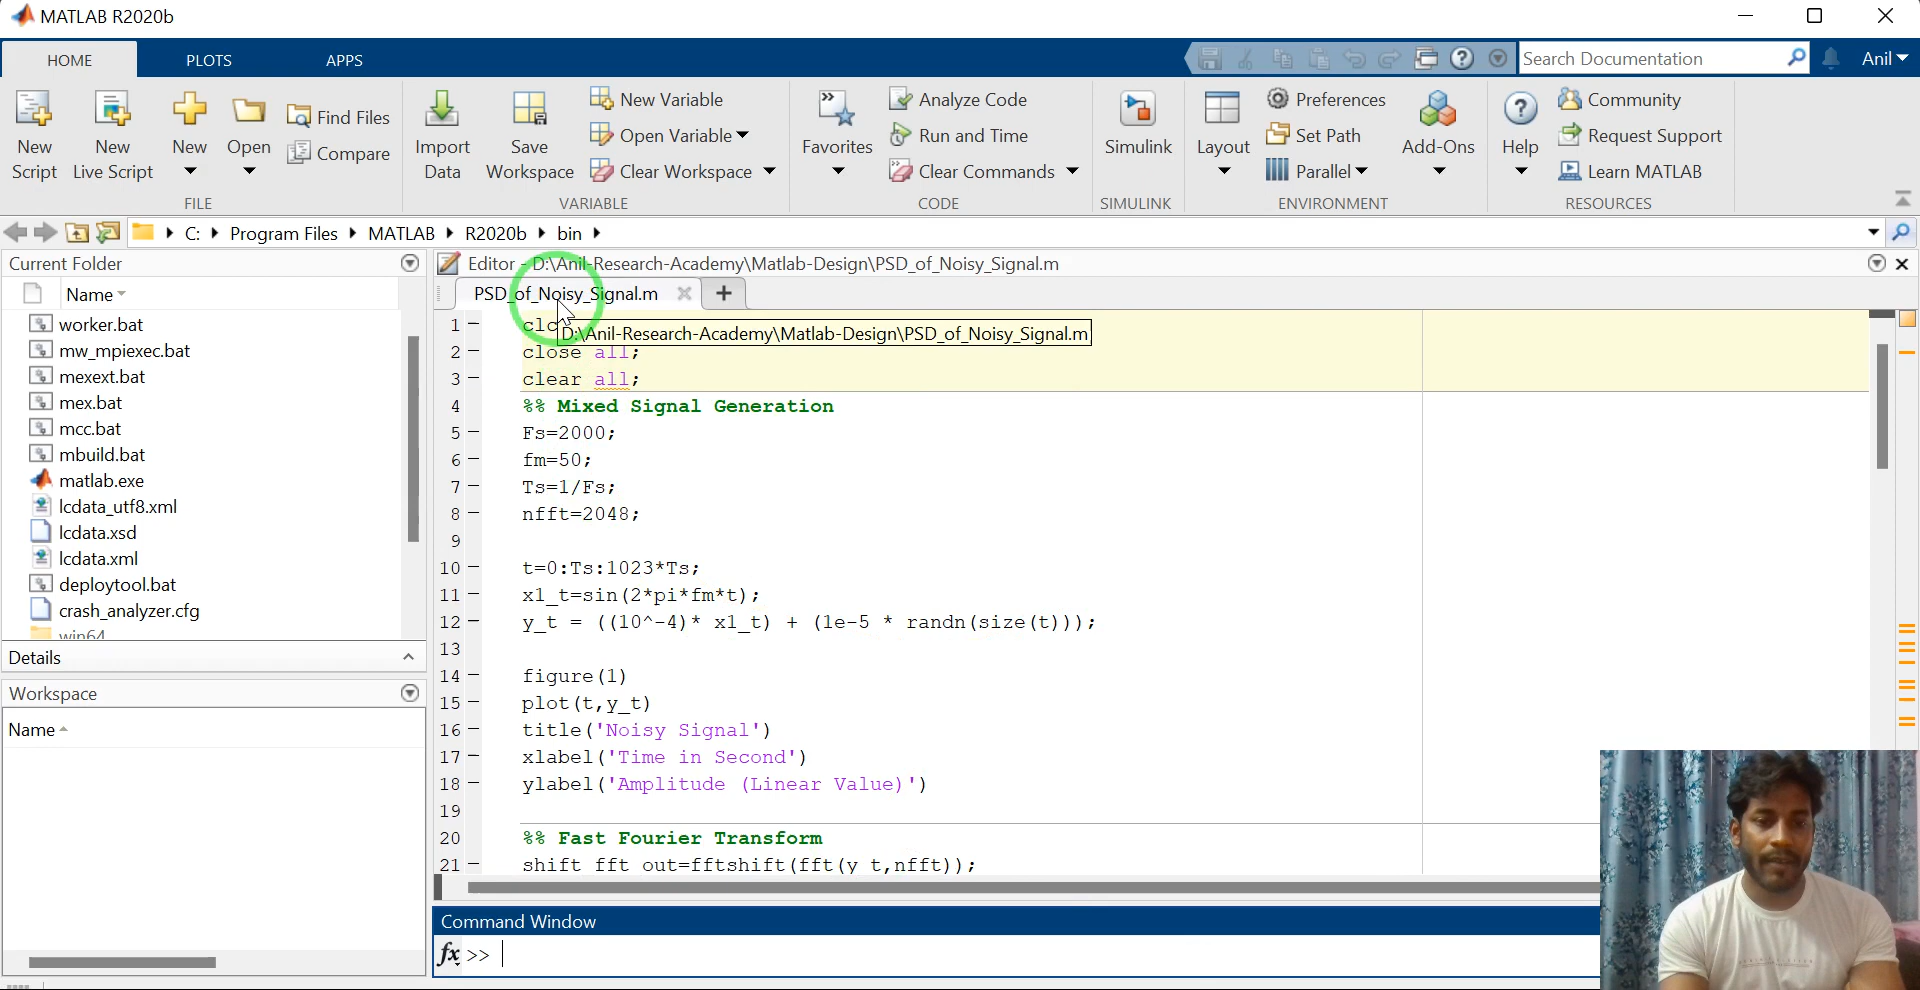 MATLAB R2020b
HOME PLOTS APPS
Search Documentation
Anil
New Script
New Live Script
New
Open
Find Files
Compare
FILE
Import Data
Save Workspace
New Variable
Open Variable
Clear Workspace
VARIABLE
Favorites
Analyze Code
Run and Time
Clear Commands
CODE
Simulink
SIMULINK
Layout
Preferences
Set Path
Parallel
Add-Ons
ENVIRONMENT
Help
Community
Request Support
Learn MATLAB
RESOURCES
C: Program Files MATLAB R2020b bin
Current Folder
Name
worker.bat
mw_mpiexec.bat
mexext.bat
mex.bat
mcc.bat
mbuild.bat
matlab.exe
lcdata_utf8.xml
lcdata.xsd
lcdata.xml
deploytool.bat
crash_analyzer.cfg
win64
Details
Workspace
Name
Editor - D:\Anil-Research-Academy\Matlab-Design\PSD_of_Noisy_Signal.m
PSD_of_Noisy_Signal.m
D:\Anil-Research-Academy\Matlab-Design\PSD_of_Noisy_Signal.m
1 clc
2 close all;
3 clear all;
4 %% Mixed Signal Generation
5 Fs=2000;
6 fm=50;
7 Ts=1/Fs;
8 nfft=2048;
9
10 t=0:Ts:1023*Ts;
11 x1_t=sin(2*pi*fm*t);
12 y_t = ((10^-4)* x1_t) + (1e-5 * randn(size(t)));
13
14 figure(1)
15 plot(t,y_t)
16 title('Noisy Signal')
17 xlabel('Time in Second')
18 ylabel('Amplitude (Linear Value)')
19
20 %% Fast Fourier Transform
21 shift_fft_out=fftshift(fft(y_t,nfft));
Command Window
fx >>